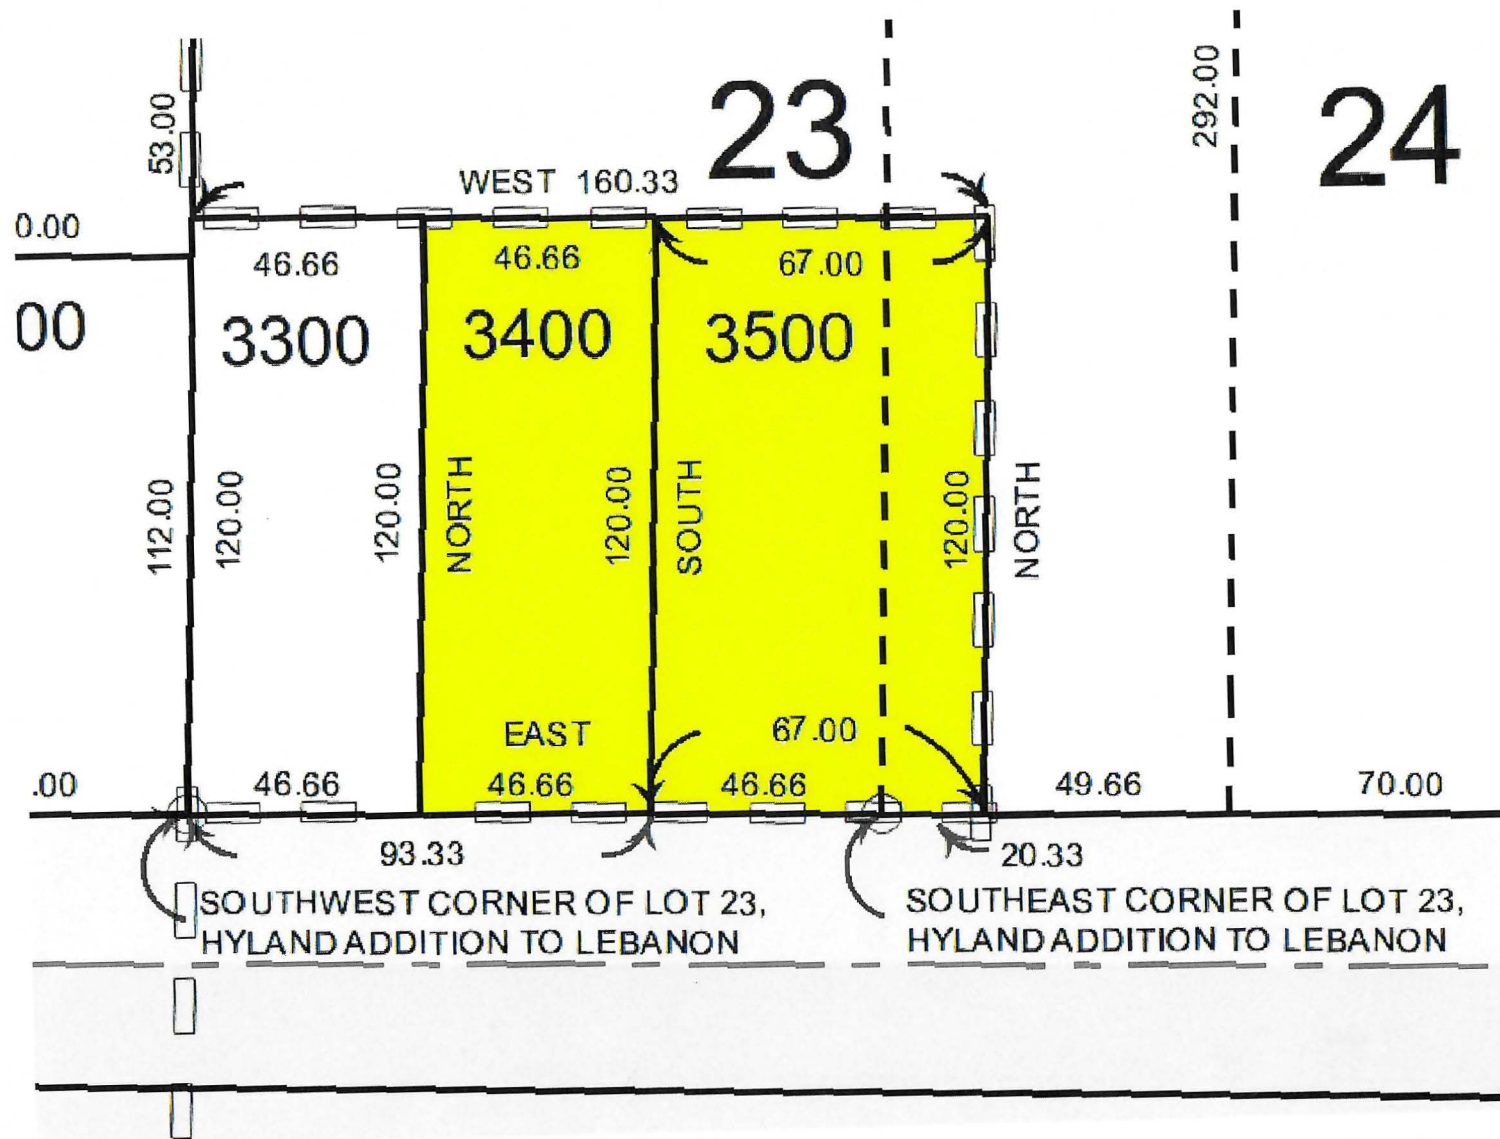 23
24
292.00
53.00
WEST 160.33
0.00
46.66
46.66
67.00
00
3300
3400
3500
112.00
120.00
120.00
NORTH
120.00
SOUTH
120.00
NORTH
EAST
67.00
.00
46.66
46.66
46.66
49.66
70.00
93.33
20.33
SOUTHWEST CORNER OF LOT 23,
HYLAND ADDITION TO LEBANON
SOUTHEAST CORNER OF LOT 23,
HYLAND ADDITION TO LEBANON